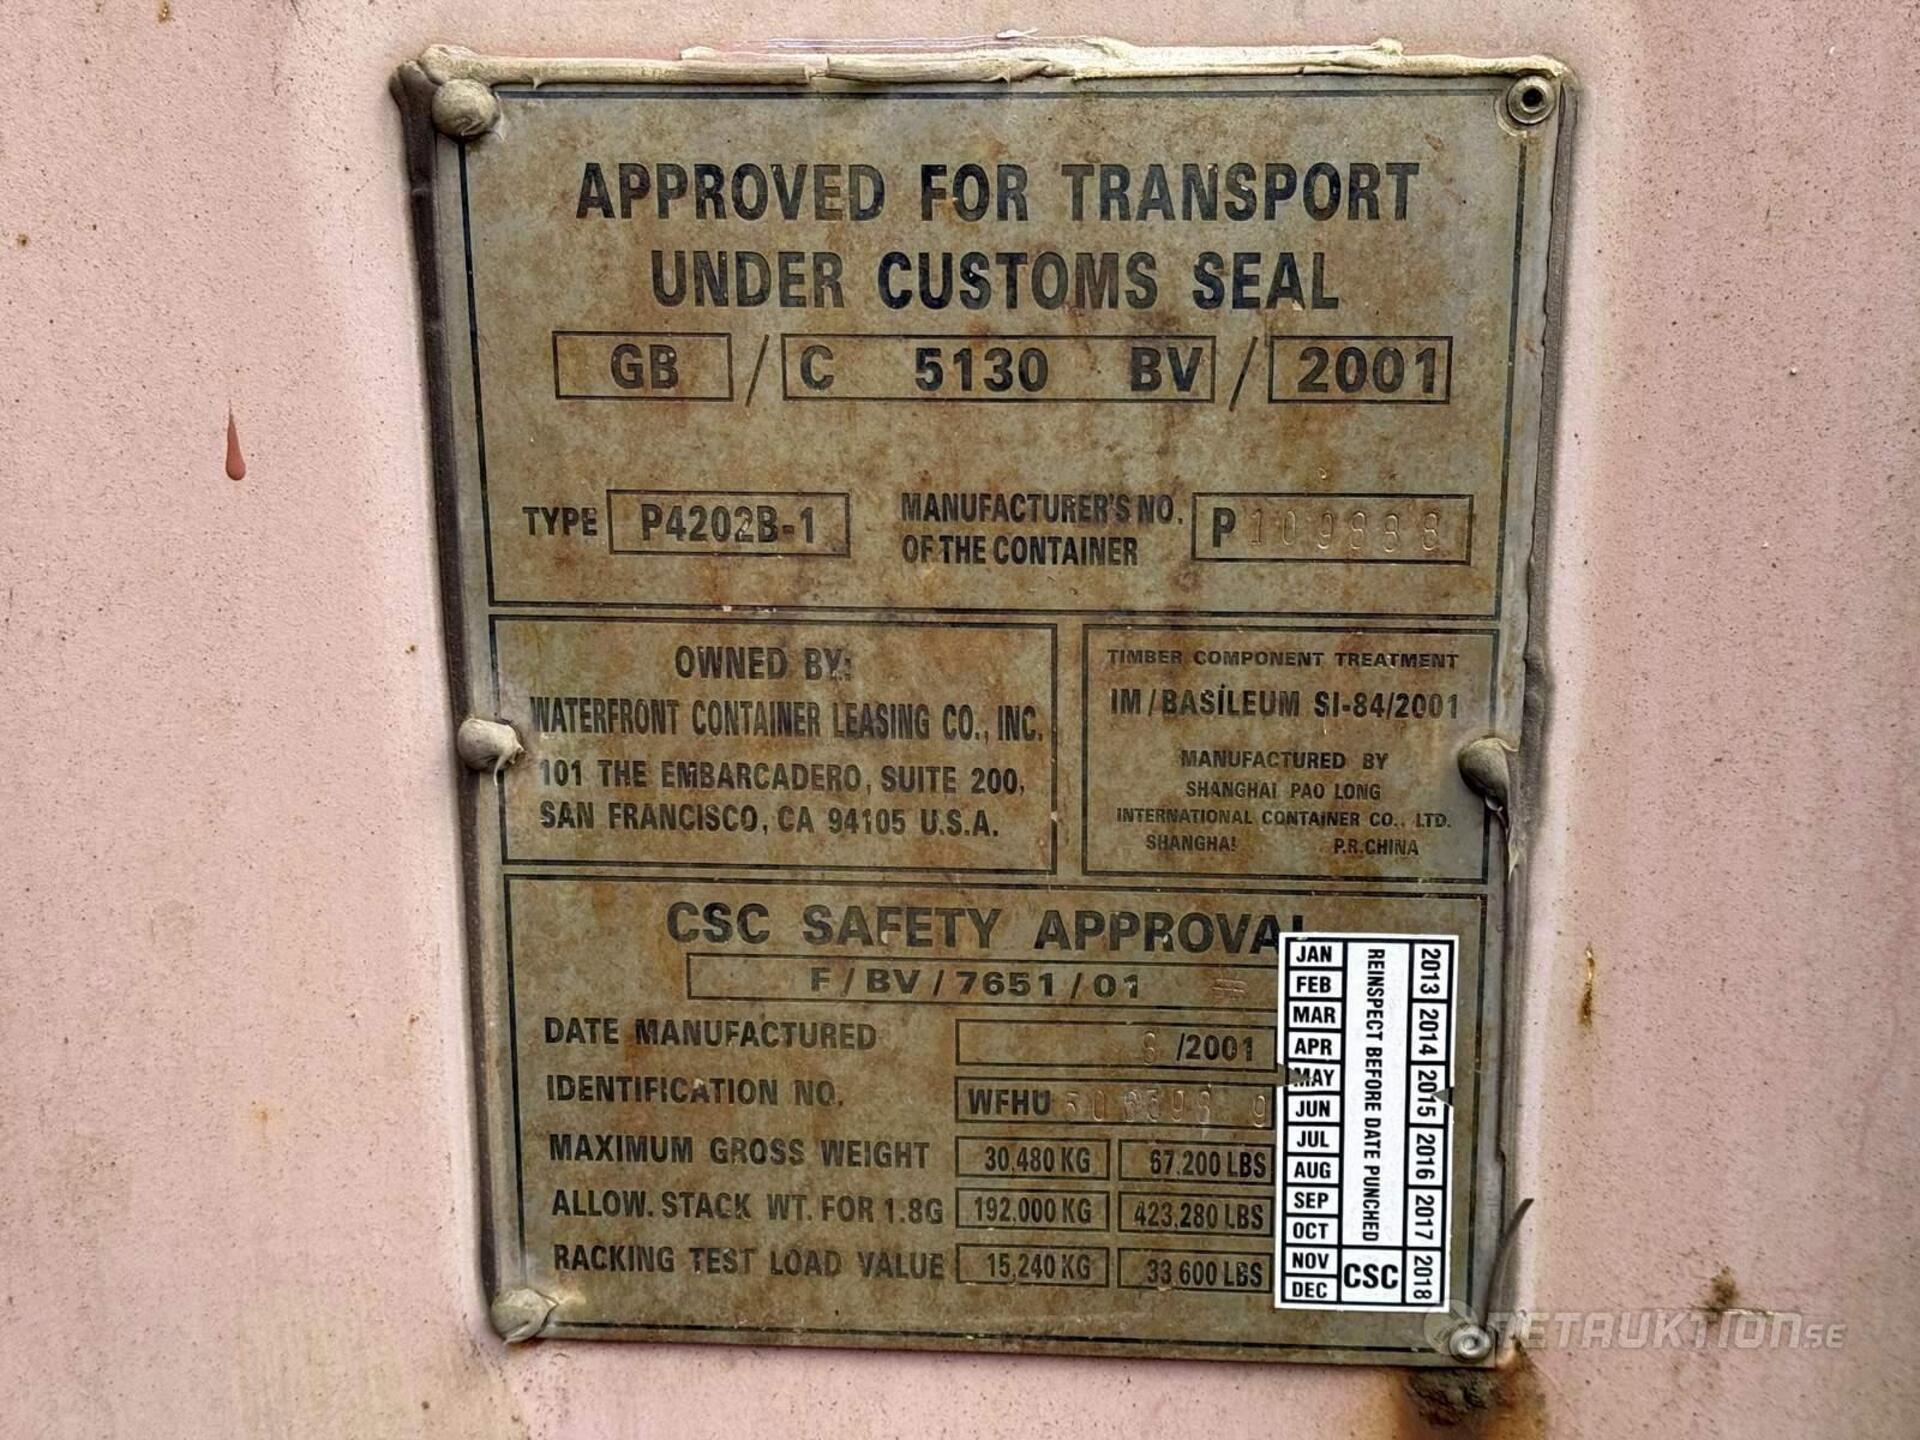 APPROVED FOR TRANSPORT
UNDER CUSTOMS SEAL
GB / C 5130 BV / 2001
TYPE P4202B-1
MANUFACTURER'S NO.
OF THE CONTAINER
P109888
OWNED BY:
WATERFRONT CONTAINER LEASING CO., INC.
101 THE EMBARCADERO, SUITE 200,
SAN FRANCISCO, CA 94105 U.S.A.
TIMBER COMPONENT TREATMENT
IM/BASILEUM SI-84/2001
MANUFACTURED BY
SHANGHAI PAO LONG
INTERNATIONAL CONTAINER CO., LTD.
SHANGHAI P.R.CHINA
CSC SAFETY APPROVAL
F/BV/7651/01
DATE MANUFACTURED 8 /2001
IDENTIFICATION NO. WFHU
MAXIMUM GROSS WEIGHT 30,480 KG 67,200 LBS
ALLOW. STACK WT. FOR 1.8G 192,000 KG 423,280 LBS
RACKING TEST LOAD VALUE 15,240 KG 33,600 LBS
JAN
FEB
MAR
APR
MAY
JUN
JUL
AUG
SEP
OCT
NOV
DEC
REINSPECT BEFORE DATE PUNCHED
CSC
2013 2014 2015 2016 2017 2018
NETAUKTION.SE